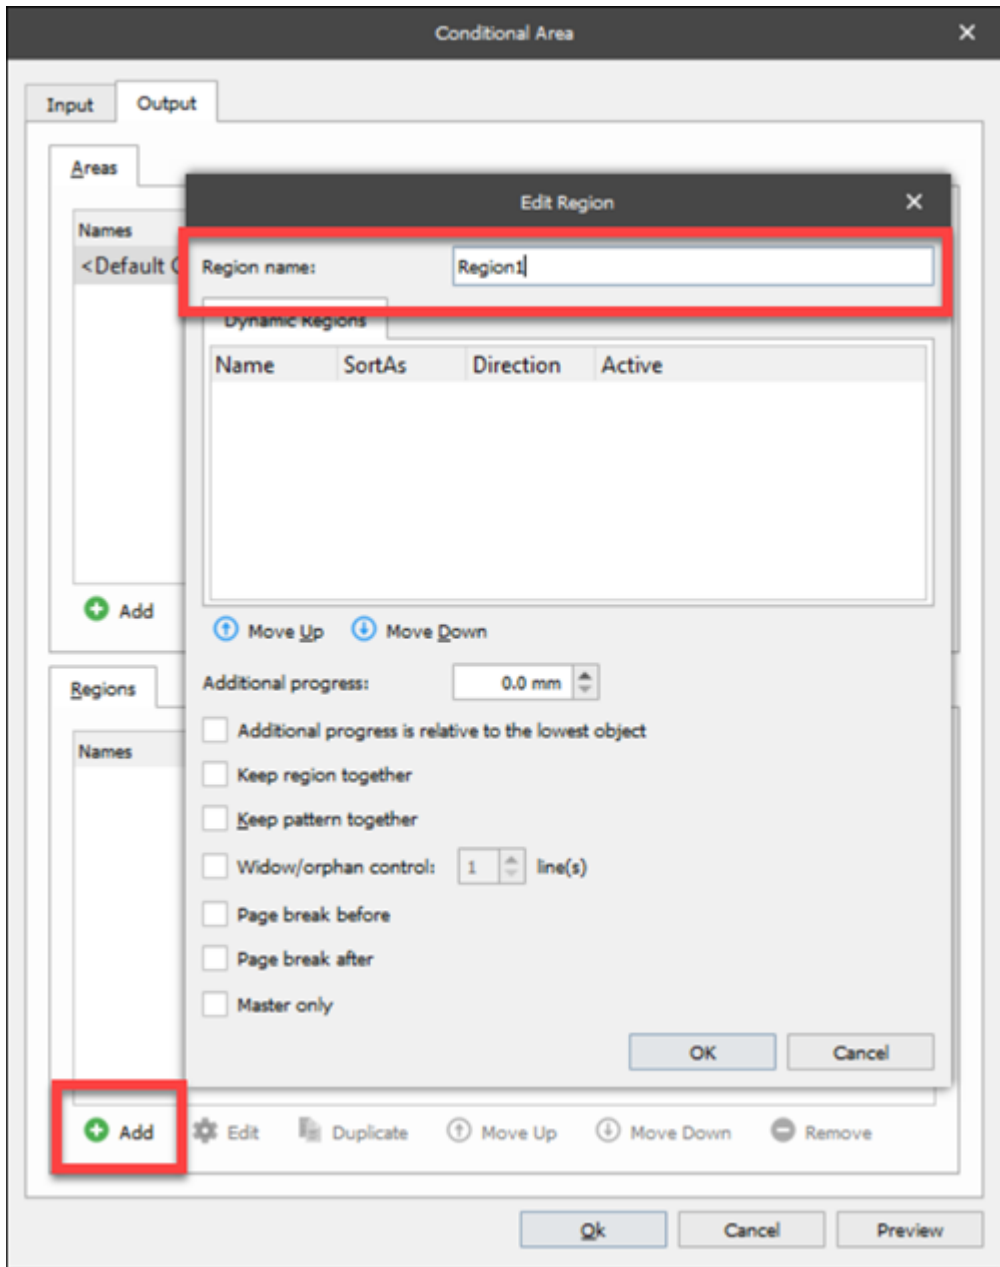 Conditional Area
Input Output
Areas
Names
<Default
Edit Region
Region name: Region1
Dynamic Regions
Name SortAs Direction Active
Move Up Move Down
Additional progress: 0.0 mm
Additional progress is relative to the lowest object
Keep region together
Keep pattern together
Widow/orphan control: 1 line(s)
Page break before
Page break after
Master only
OK Cancel
Add
Regions
Names
Add Edit Duplicate Move Up Move Down Remove
Ok Cancel Preview